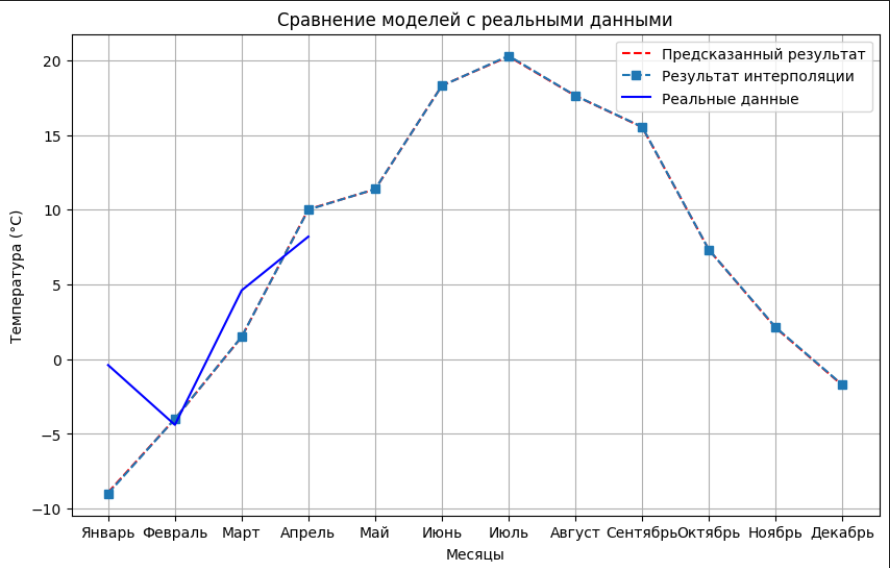 Сравнение моделей с реальными данными
Предсказанный результат
Результат интерполяции
Реальные данные
Температура (°C)
20
15
10
5
0
−5
−10
Январь Февраль Март Апрель Май Июнь Июль Август Сентябрь Октябрь Ноябрь Декабрь
Месяцы